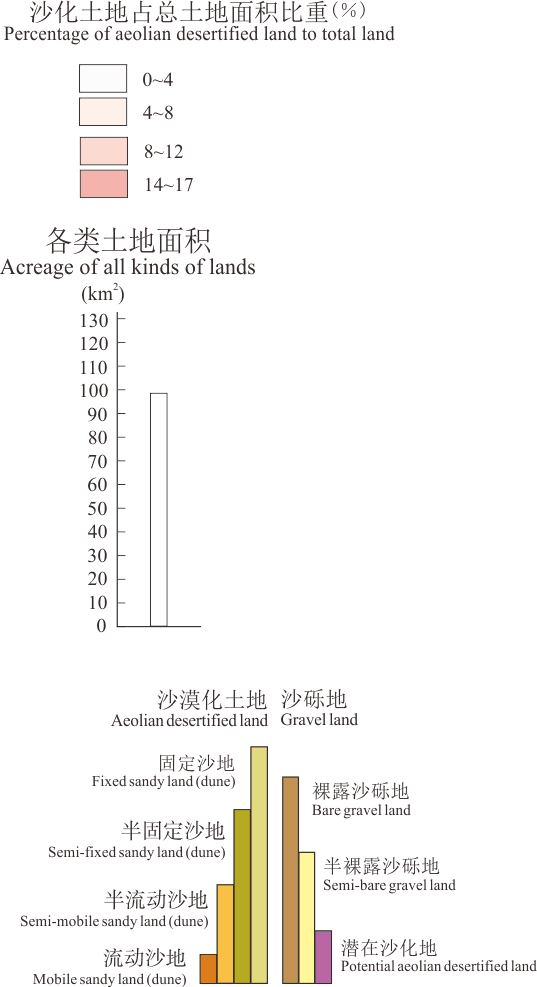 沙化土地占总土地面积比重(%)
Percentage of aeolian desertified land to total land
0~4
4~8
8~12
14~17
各类土地面积
Acreage of all kinds of lands
(km²)
130
120
110
100
90
80
70
60
50
40
30
20
10
0
沙漠化土地 沙砾地
Aeolian desertified land Gravel land
固定沙地
Fixed sandy land (dune)
裸露沙砾地
Bare gravel land
半固定沙地
Semi-fixed sandy land (dune)
半裸露沙砾地
Semi-bare gravel land
半流动沙地
Semi-mobile sandy land (dune)
潜在沙化地
Potential aeolian desertified land
流动沙地
Mobile sandy land (dune)